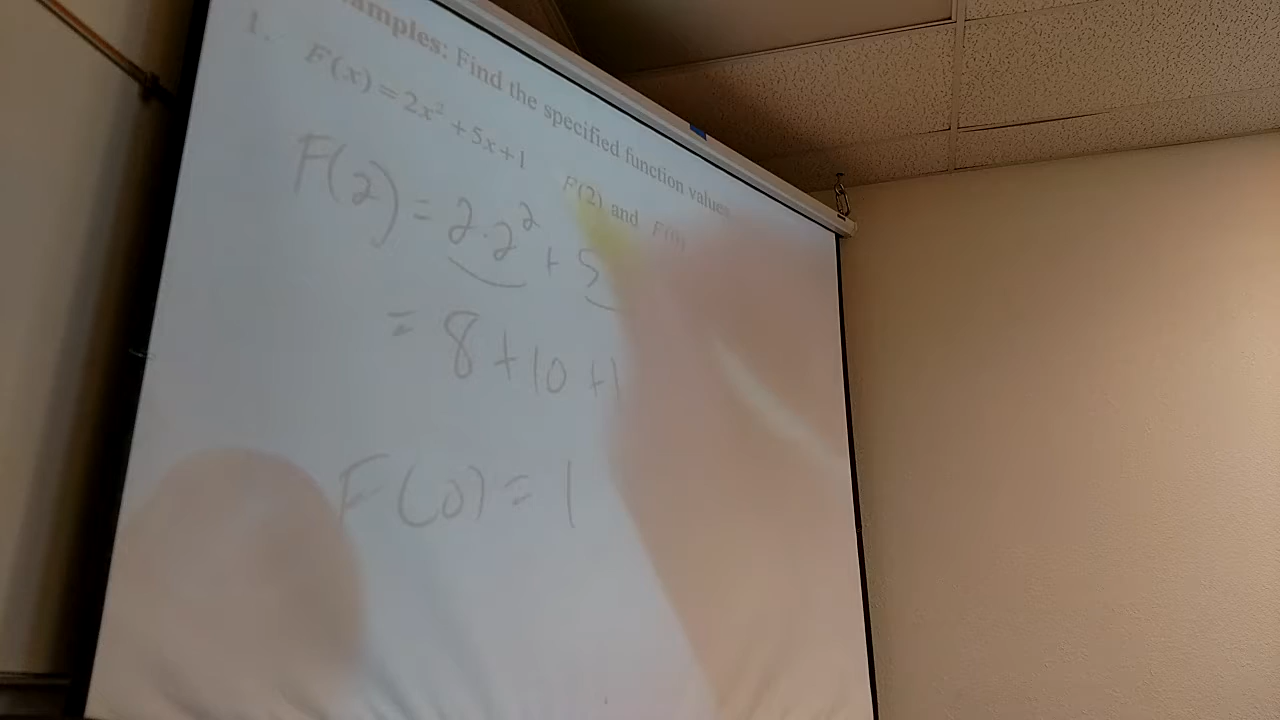 amples: Find the specified function values
1. F(x) = 2x² + 5x + 1 F(2) and F(0)
F(2) = 2·2² + 5
= 8 + 10 + 1
F(0) = 1